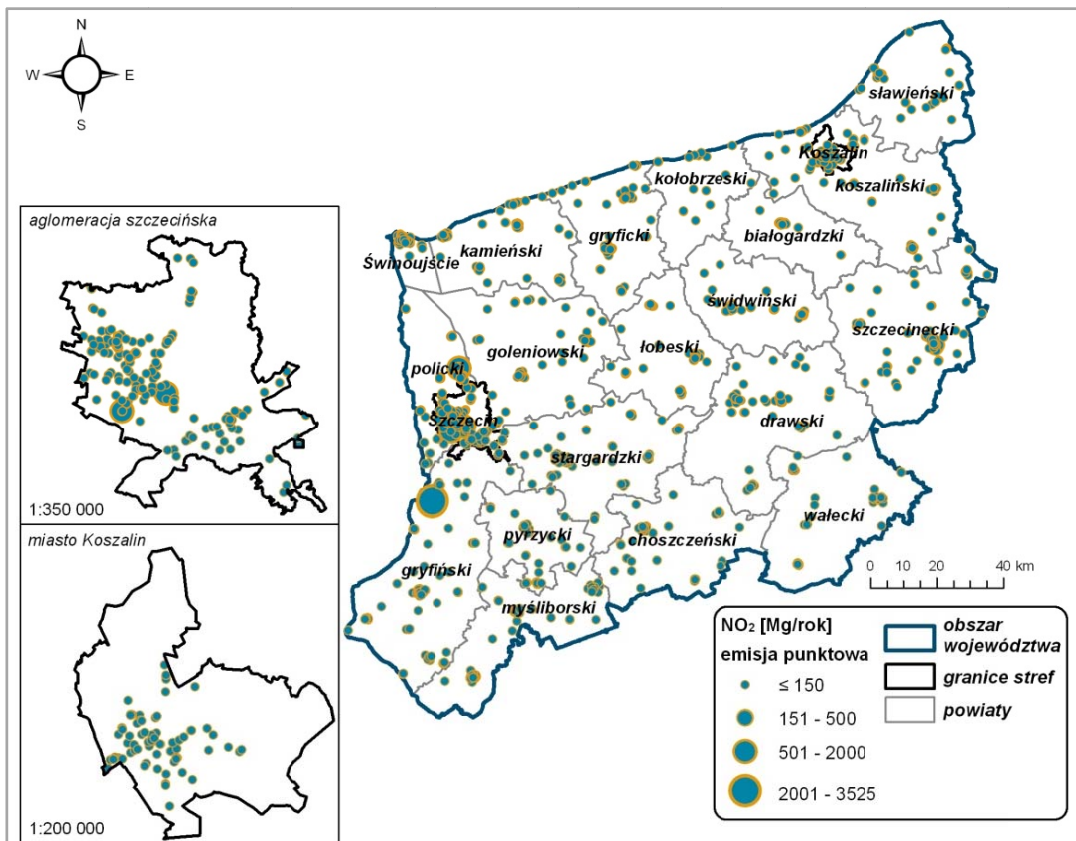 N
W E
S
aglomeracja szczecińska
1:350 000
miasto Koszalin
1:200 000
sławieński
Koszalin
kołobrzeski
koszaliński
gryficki
białogardzki
kamieński
Świnoujście
świdwiński
szczecinecki
goleniowski
łobeski
policki
drawski
Szczecin
stargardzki
wałecki
pyrzycki
choszczeński
gryfiński
myśliborski
0 10 20 40 km
NO₂ [Mg/rok]
emisja punktowa
≤ 150
151 - 500
501 - 2000
2001 - 3525
obszar
województwa
granice stref
powiaty